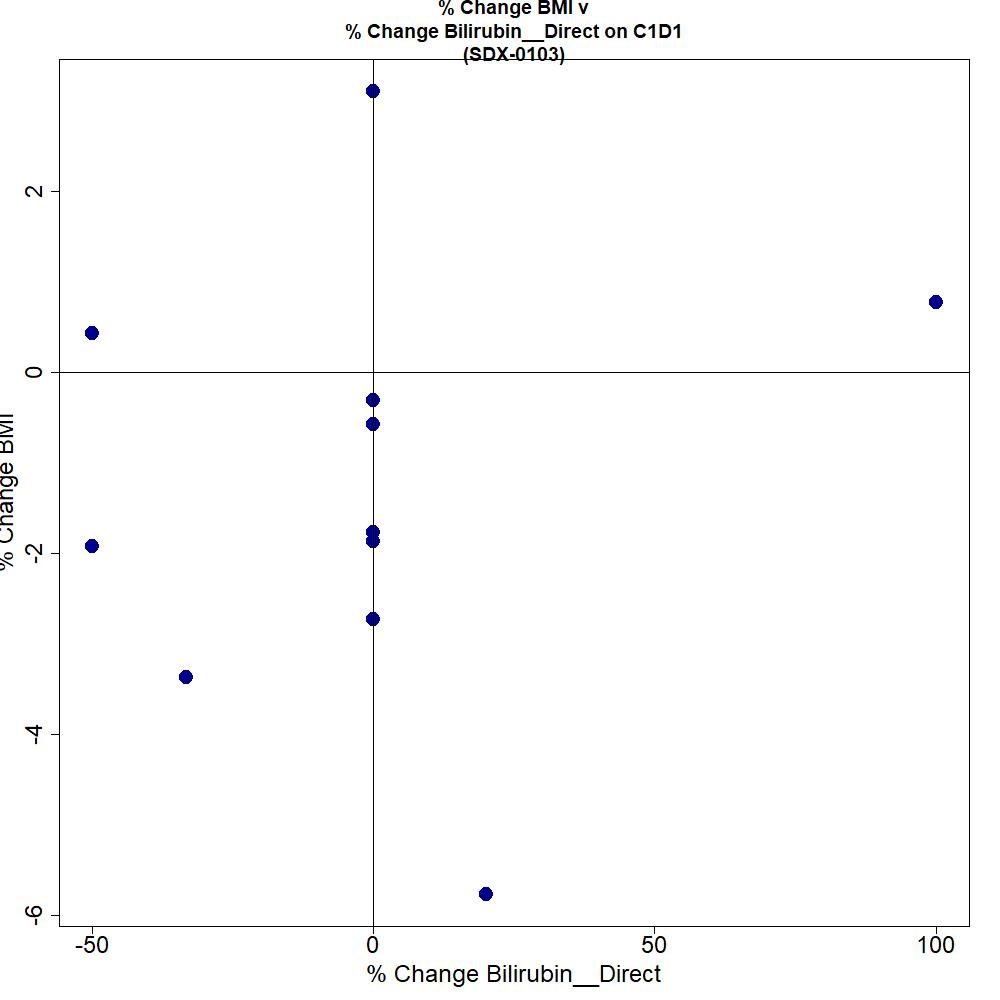 % Change BMI v
% Change Bilirubin__Direct on C1D1
(SDX-0103)
% Change BMI
2
0
-2
-4
-6
-50
0
50
100
% Change Bilirubin__Direct